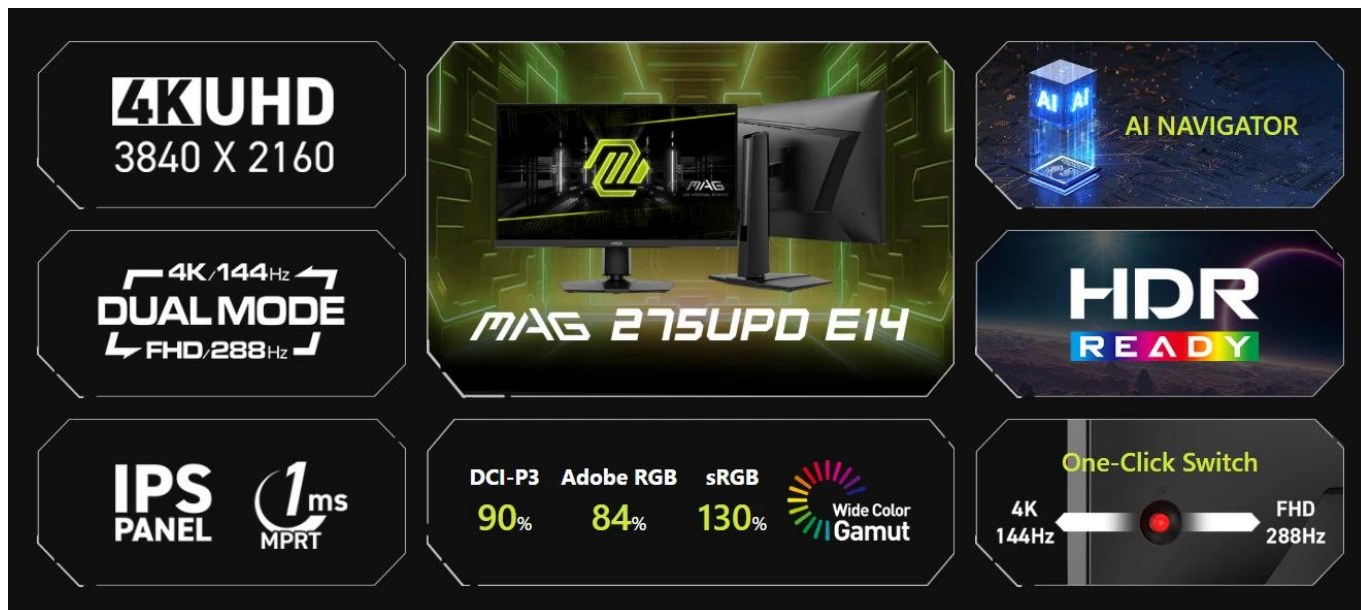 4K UHD
3840 X 2160
4K/144Hz
DUAL MODE
FHD/288Hz
IPS
PANEL
1ms
MPRT
MAG
MAG 275UPD E14
DCI-P3 Adobe RGB sRGB
90% 84% 130%
Wide Color
Gamut
AI AI
AI NAVIGATOR
HDR
READY
One-Click Switch
4K
144Hz
FHD
288Hz